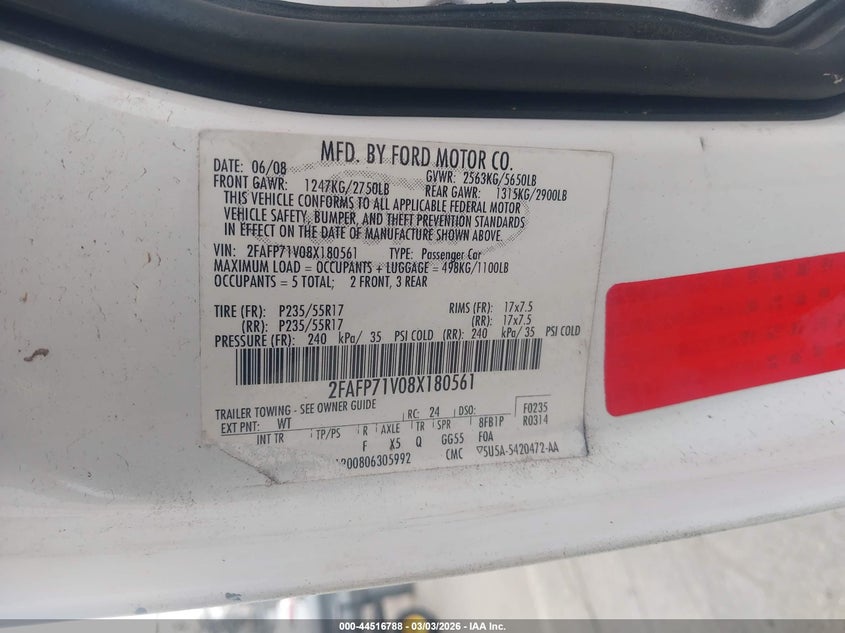 MFD. BY FORD MOTOR CO.
DATE: 06/08 GVWR: 2563KG/5650LB
FRONT GAWR: 1247KG/2750LB REAR GAWR: 1315KG/2900LB
THIS VEHICLE CONFORMS TO ALL APPLICABLE FEDERAL MOTOR
VEHICLE SAFETY, BUMPER, AND THEFT PREVENTION STANDARDS
IN EFFECT ON THE DATE OF MANUFACTURE SHOWN ABOVE.
VIN: 2FAFP71V08X180561 TYPE: Passenger Car
MAXIMUM LOAD = OCCUPANTS + LUGGAGE = 498KG/1100LB
OCCUPANTS = 5 TOTAL; 2 FRONT, 3 REAR
TIRE (FR): P235/55R17 RIMS (FR): 17x7.5
(RR): P235/55R17 (RR): 17x7.5
PRESSURE (FR): 240 kPa/ 35 PSI COLD (RR): 240 kPa/ 35 PSI COLD
2FAFP71V08X180561
TRAILER TOWING - SEE OWNER GUIDE
EXT PNT: WT RC: 24 DSO: F0235
INT TR TP/PS R AXLE TR SPR 8FB1P R0314
F X5 Q GG55 F0A
200806305992 CMC 5U5A-5420472-AA
000-44516788 - 03/03/2026 - IAA Inc.